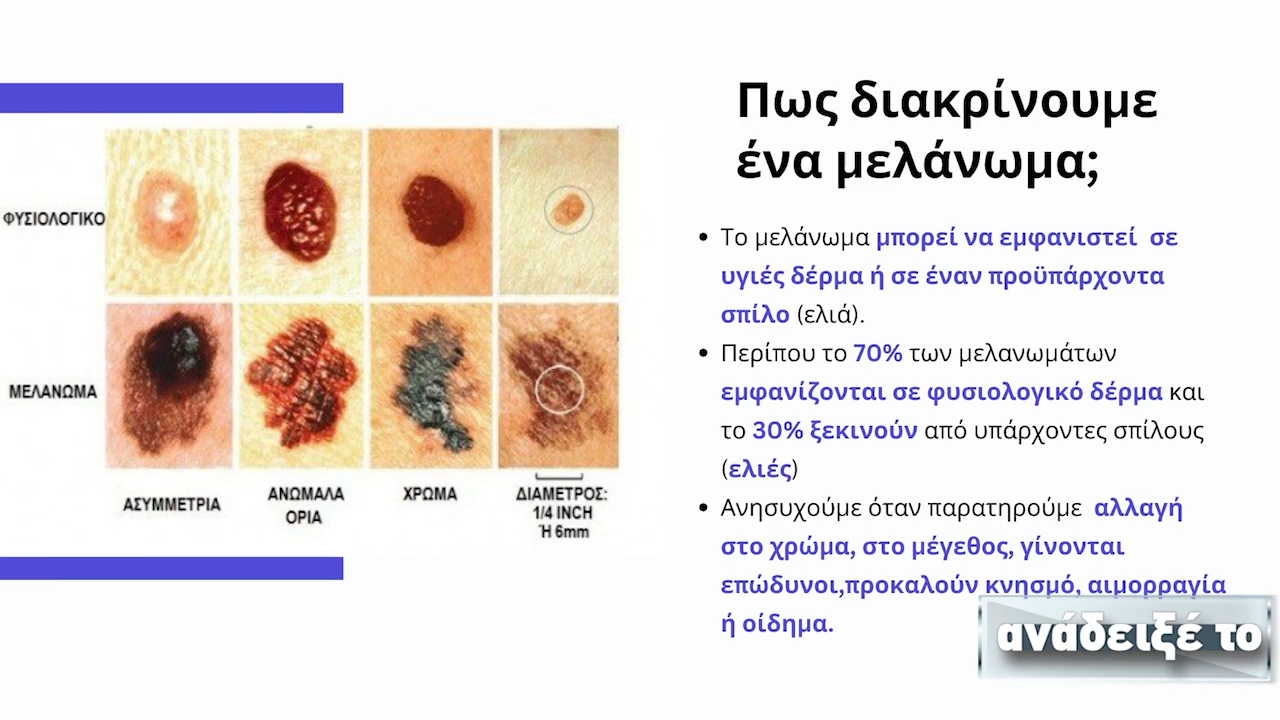 Πως διακρίνουμε
ένα μελάνωμα;
ΦΥΣΙΟΛΟΓΙΚΟ
ΜΕΛΑΝΩΜΑ
ΑΣΥΜΜΕΤΡΙΑ
ΑΝΩΜΑΛΑ
ΟΡΙΑ
ΧΡΩΜΑ
ΔΙΑΜΕΤΡΟΣ:
1/4 INCH
Ή 6mm
• Το μελάνωμα μπορεί να εμφανιστεί σε
υγιές δέρμα ή σε έναν προϋπάρχοντα
σπίλο (ελιά).
• Περίπου το 70% των μελανωμάτων
εμφανίζονται σε φυσιολογικό δέρμα και
το 30% ξεκινούν από υπάρχοντες σπίλους
(ελιές)
• Ανησυχούμε όταν παρατηρούμε αλλαγή
στο χρώμα, στο μέγεθος, γίνονται
επώδυνοι,προκαλούν κνησμό, αιμορραγία
ή οίδημα.
ανάδειξέ το